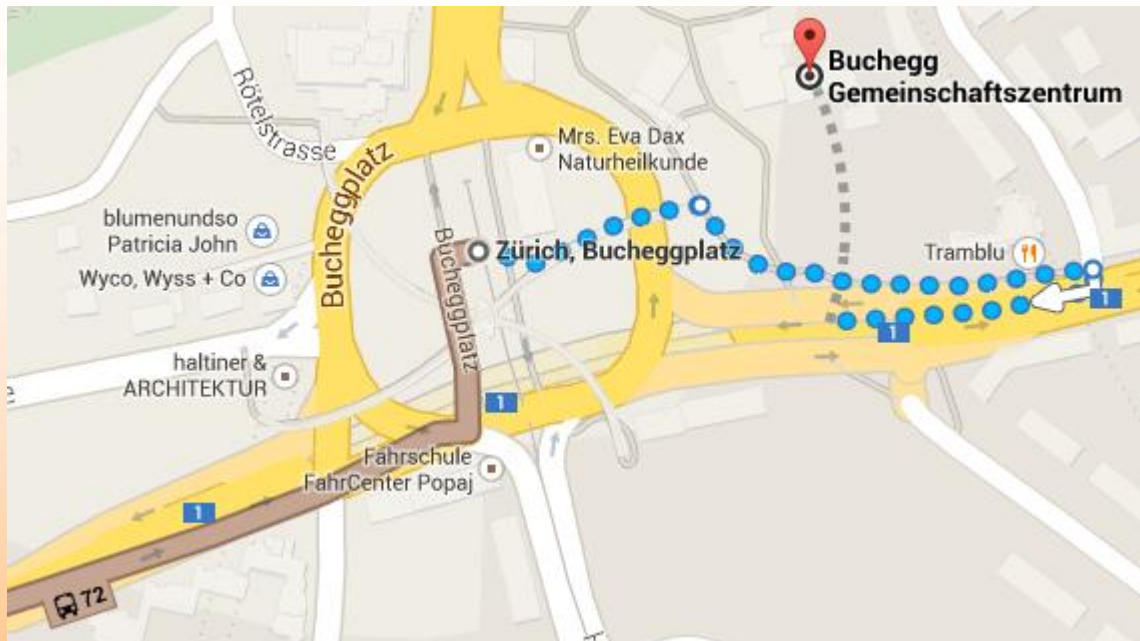 Buchegg
Gemeinschaftszentrum
Rötelstrasse
Mrs. Eva Dax
Naturheilkunde
Bucheggplatz
blumenundso
Patricia John
Wyco, Wyss + Co
Zürich, Bucheggplatz
Bucheggplatz
Tramblu
1
1
haltiner &
ARCHITEKTUR
1
Fahrschule
FahrCenter Popaj
1
72